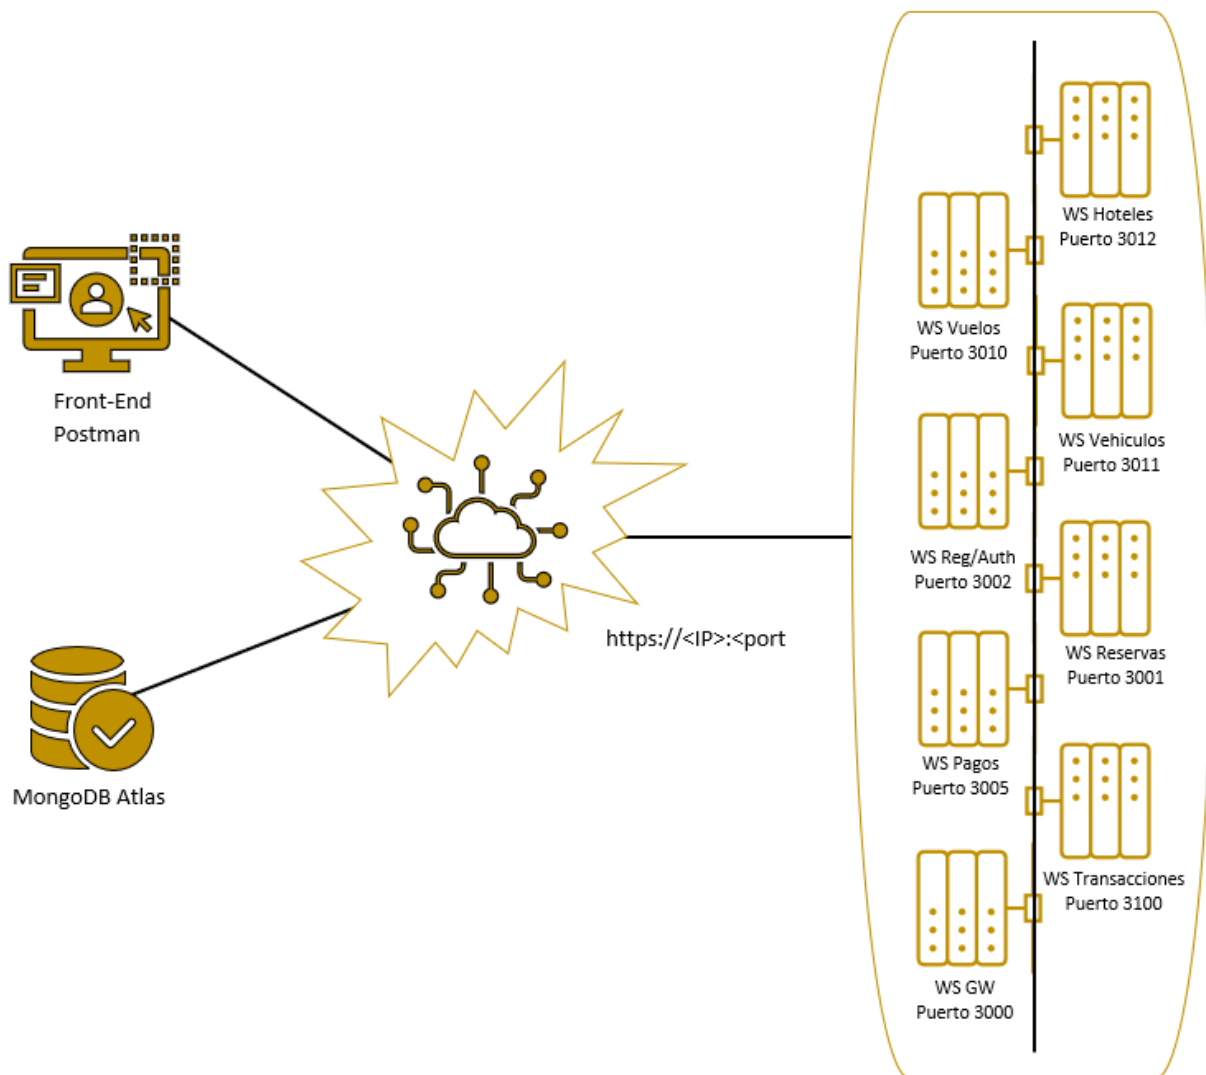 Front-End
Postman
MongoDB Atlas
https://<IP>:<port
WS Hoteles
Puerto 3012
WS Vuelos
Puerto 3010
WS Vehiculos
Puerto 3011
WS Reg/Auth
Puerto 3002
WS Reservas
Puerto 3001
WS Pagos
Puerto 3005
WS Transacciones
Puerto 3100
WS GW
Puerto 3000